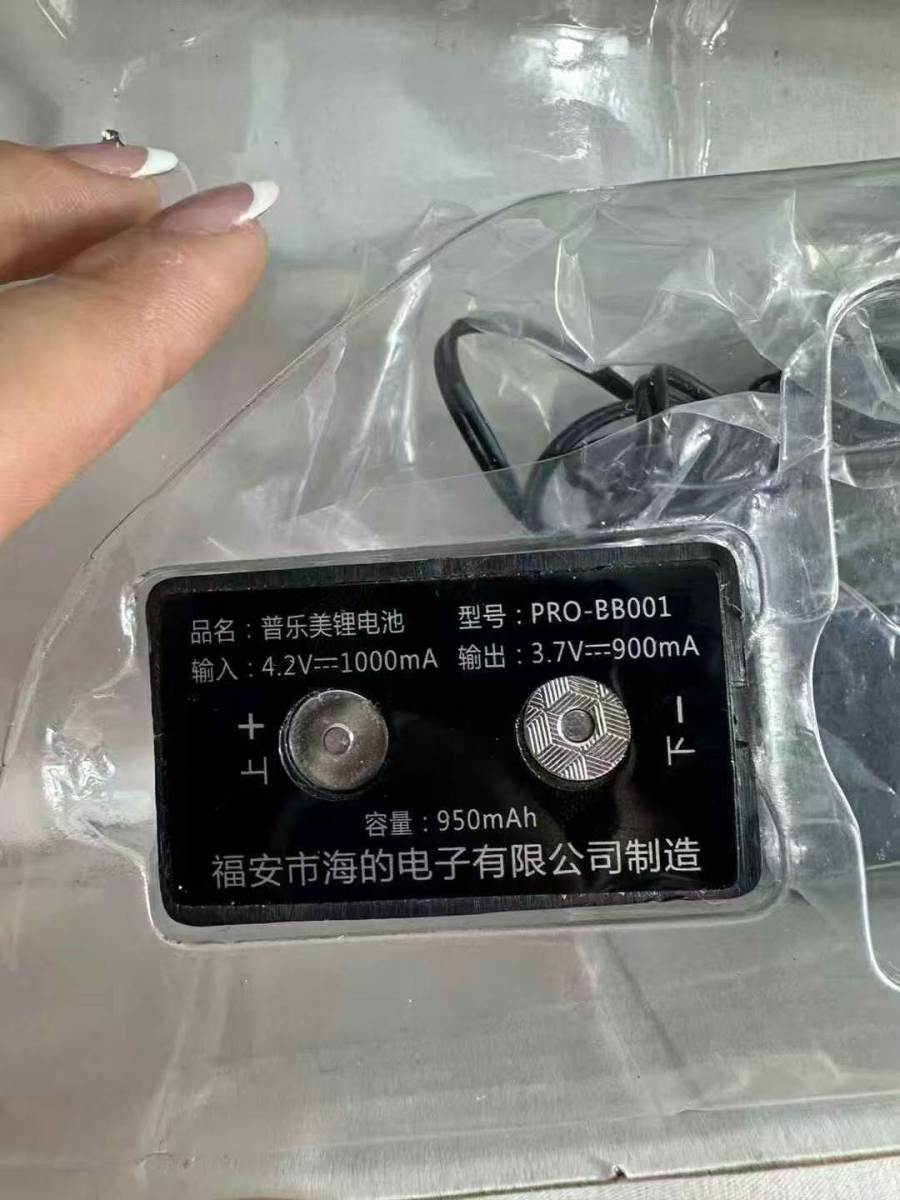 品名：普乐美锂电池 型号：PRO-BB001
输入：4.2V⎓1000mA 输出：3.7V⎓900mA
+ −
上 下
容量：950mAh
福安市海的电子有限公司制造